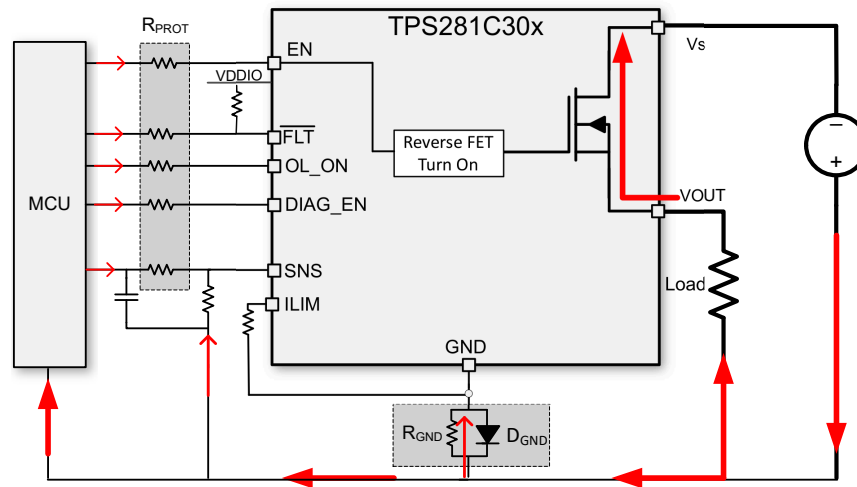 R_PROT
TPS281C30x
EN
Vs
VDDIO
FLT
Reverse FET
Turn On
OL_ON
MCU
DIAG_EN
VOUT
SNS
Load
ILIM
GND
R_GND
D_GND
−
+